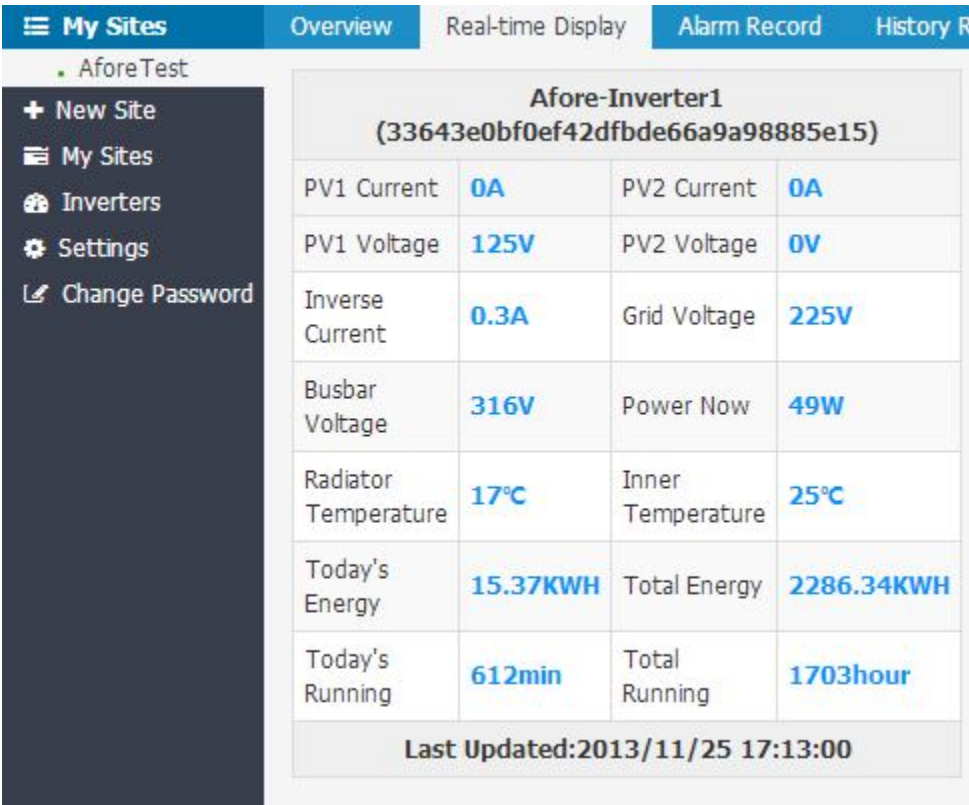 My Sites
Overview
Real-time Display
Alarm Record
History R
AforeTest
New Site
My Sites
Inverters
Settings
Change Password
Afore-Inverter1
(33643e0bf0ef42dfbde66a9a98885e15)
PV1 Current 0A PV2 Current 0A
PV1 Voltage 125V PV2 Voltage 0V
Inverse
Current 0.3A Grid Voltage 225V
Busbar
Voltage 316V Power Now 49W
Radiator
Temperature 17℃ Inner
Temperature 25℃
Today's
Energy 15.37KWH Total Energy 2286.34KWH
Today's
Running 612min Total
Running 1703hour
Last Updated:2013/11/25 17:13:00